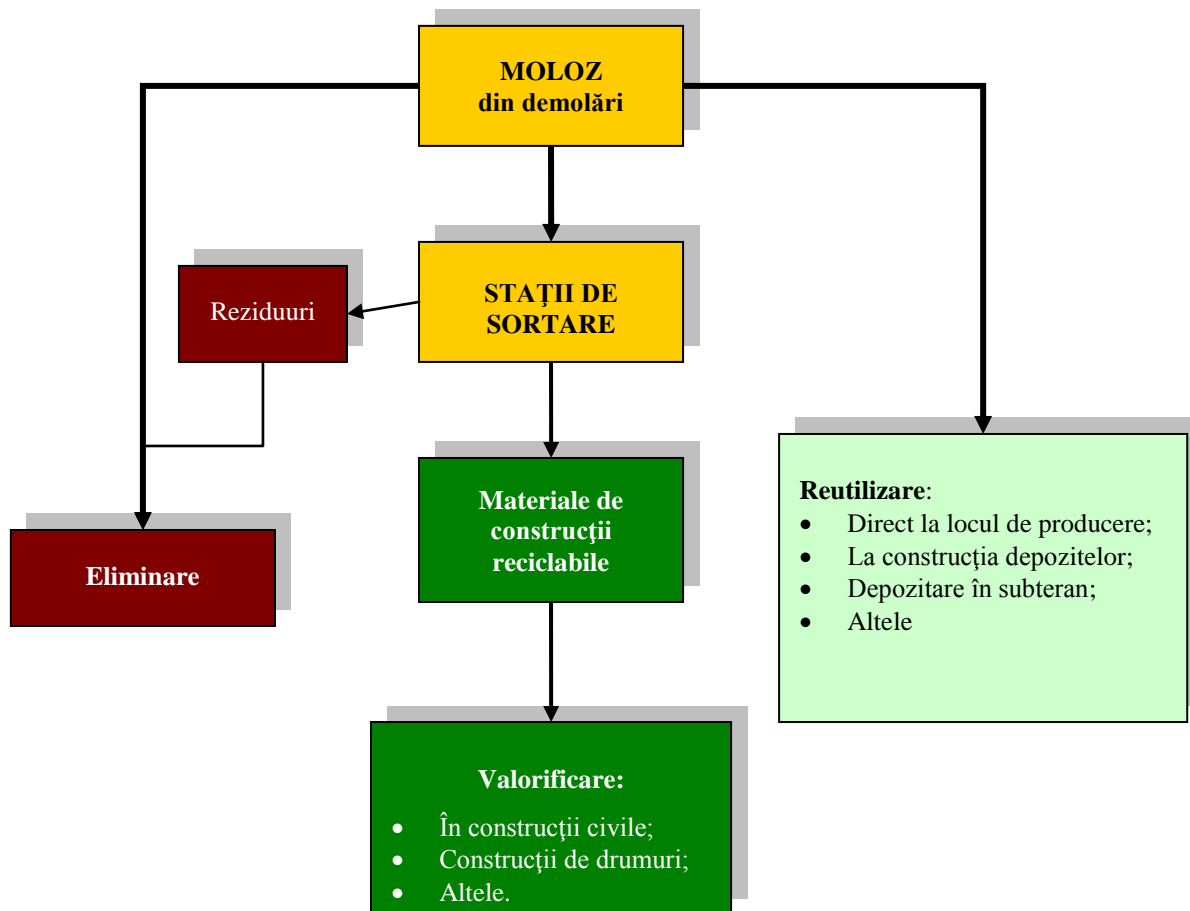 MOLOZ
din demolări
STAŢII DE
SORTARE
Reziduuri
Materiale de
construcţii
reciclabile
Reutilizare:
• Direct la locul de producere;
• La construcţia depozitelor;
• Depozitare în subteran;
• Altele
Eliminare
Valorificare:
• În construcţii civile;
• Construcţii de drumuri;
• Altele.